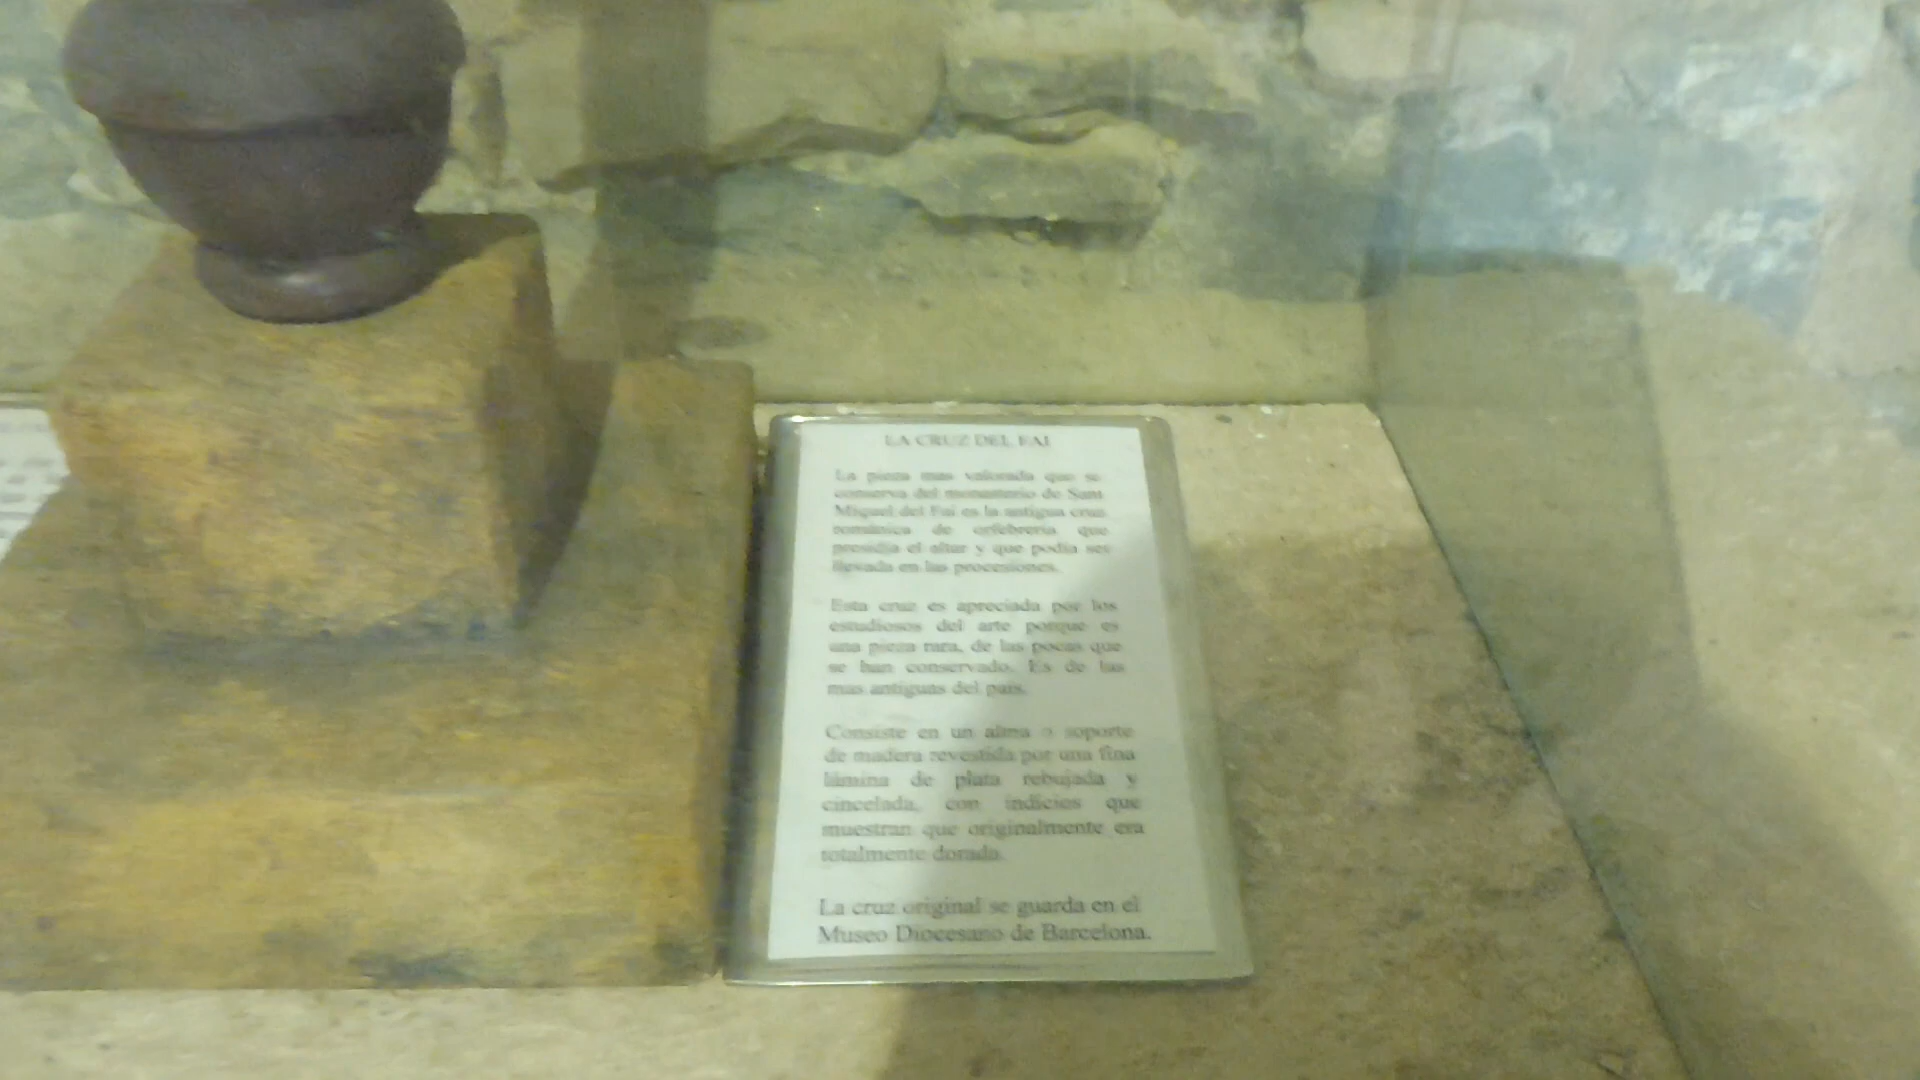 LA CRUZ DEL FAI
La pieza mas valorada que se
conserva del monasterio de Sant
Miquel del Fai es la antigua cruz
románica de orfebrería que
presidía el altar y que podía ser
llevada en las procesiones.
Esta cruz es apreciada por los
estudiosos del arte porque es
una pieza rara, de las pocas que
se han conservado. Es de las
mas antiguas del país.
Consiste en un alma o soporte
de madera revestida por una fina
lámina de plata rebujada y
cincelada, con indicios que
muestran que originalmente era
totalmente dorada.
La cruz original se guarda en el
Museo Diocesano de Barcelona.